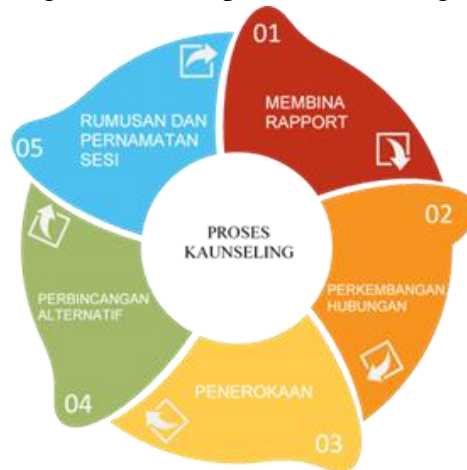 01
MEMBINA
RAPPORT
02
PERKEMBANGAN
HUBUNGAN
03
PENEROKAAN
04
PERBINCANGAN
ALTERNATIF
05
RUMUSAN DAN
PERNAMATAN
SESI
PROSES
KAUNSELING